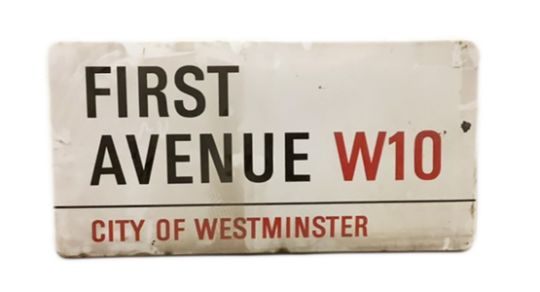 FIRST
AVENUE W10
CITY OF WESTMINSTER